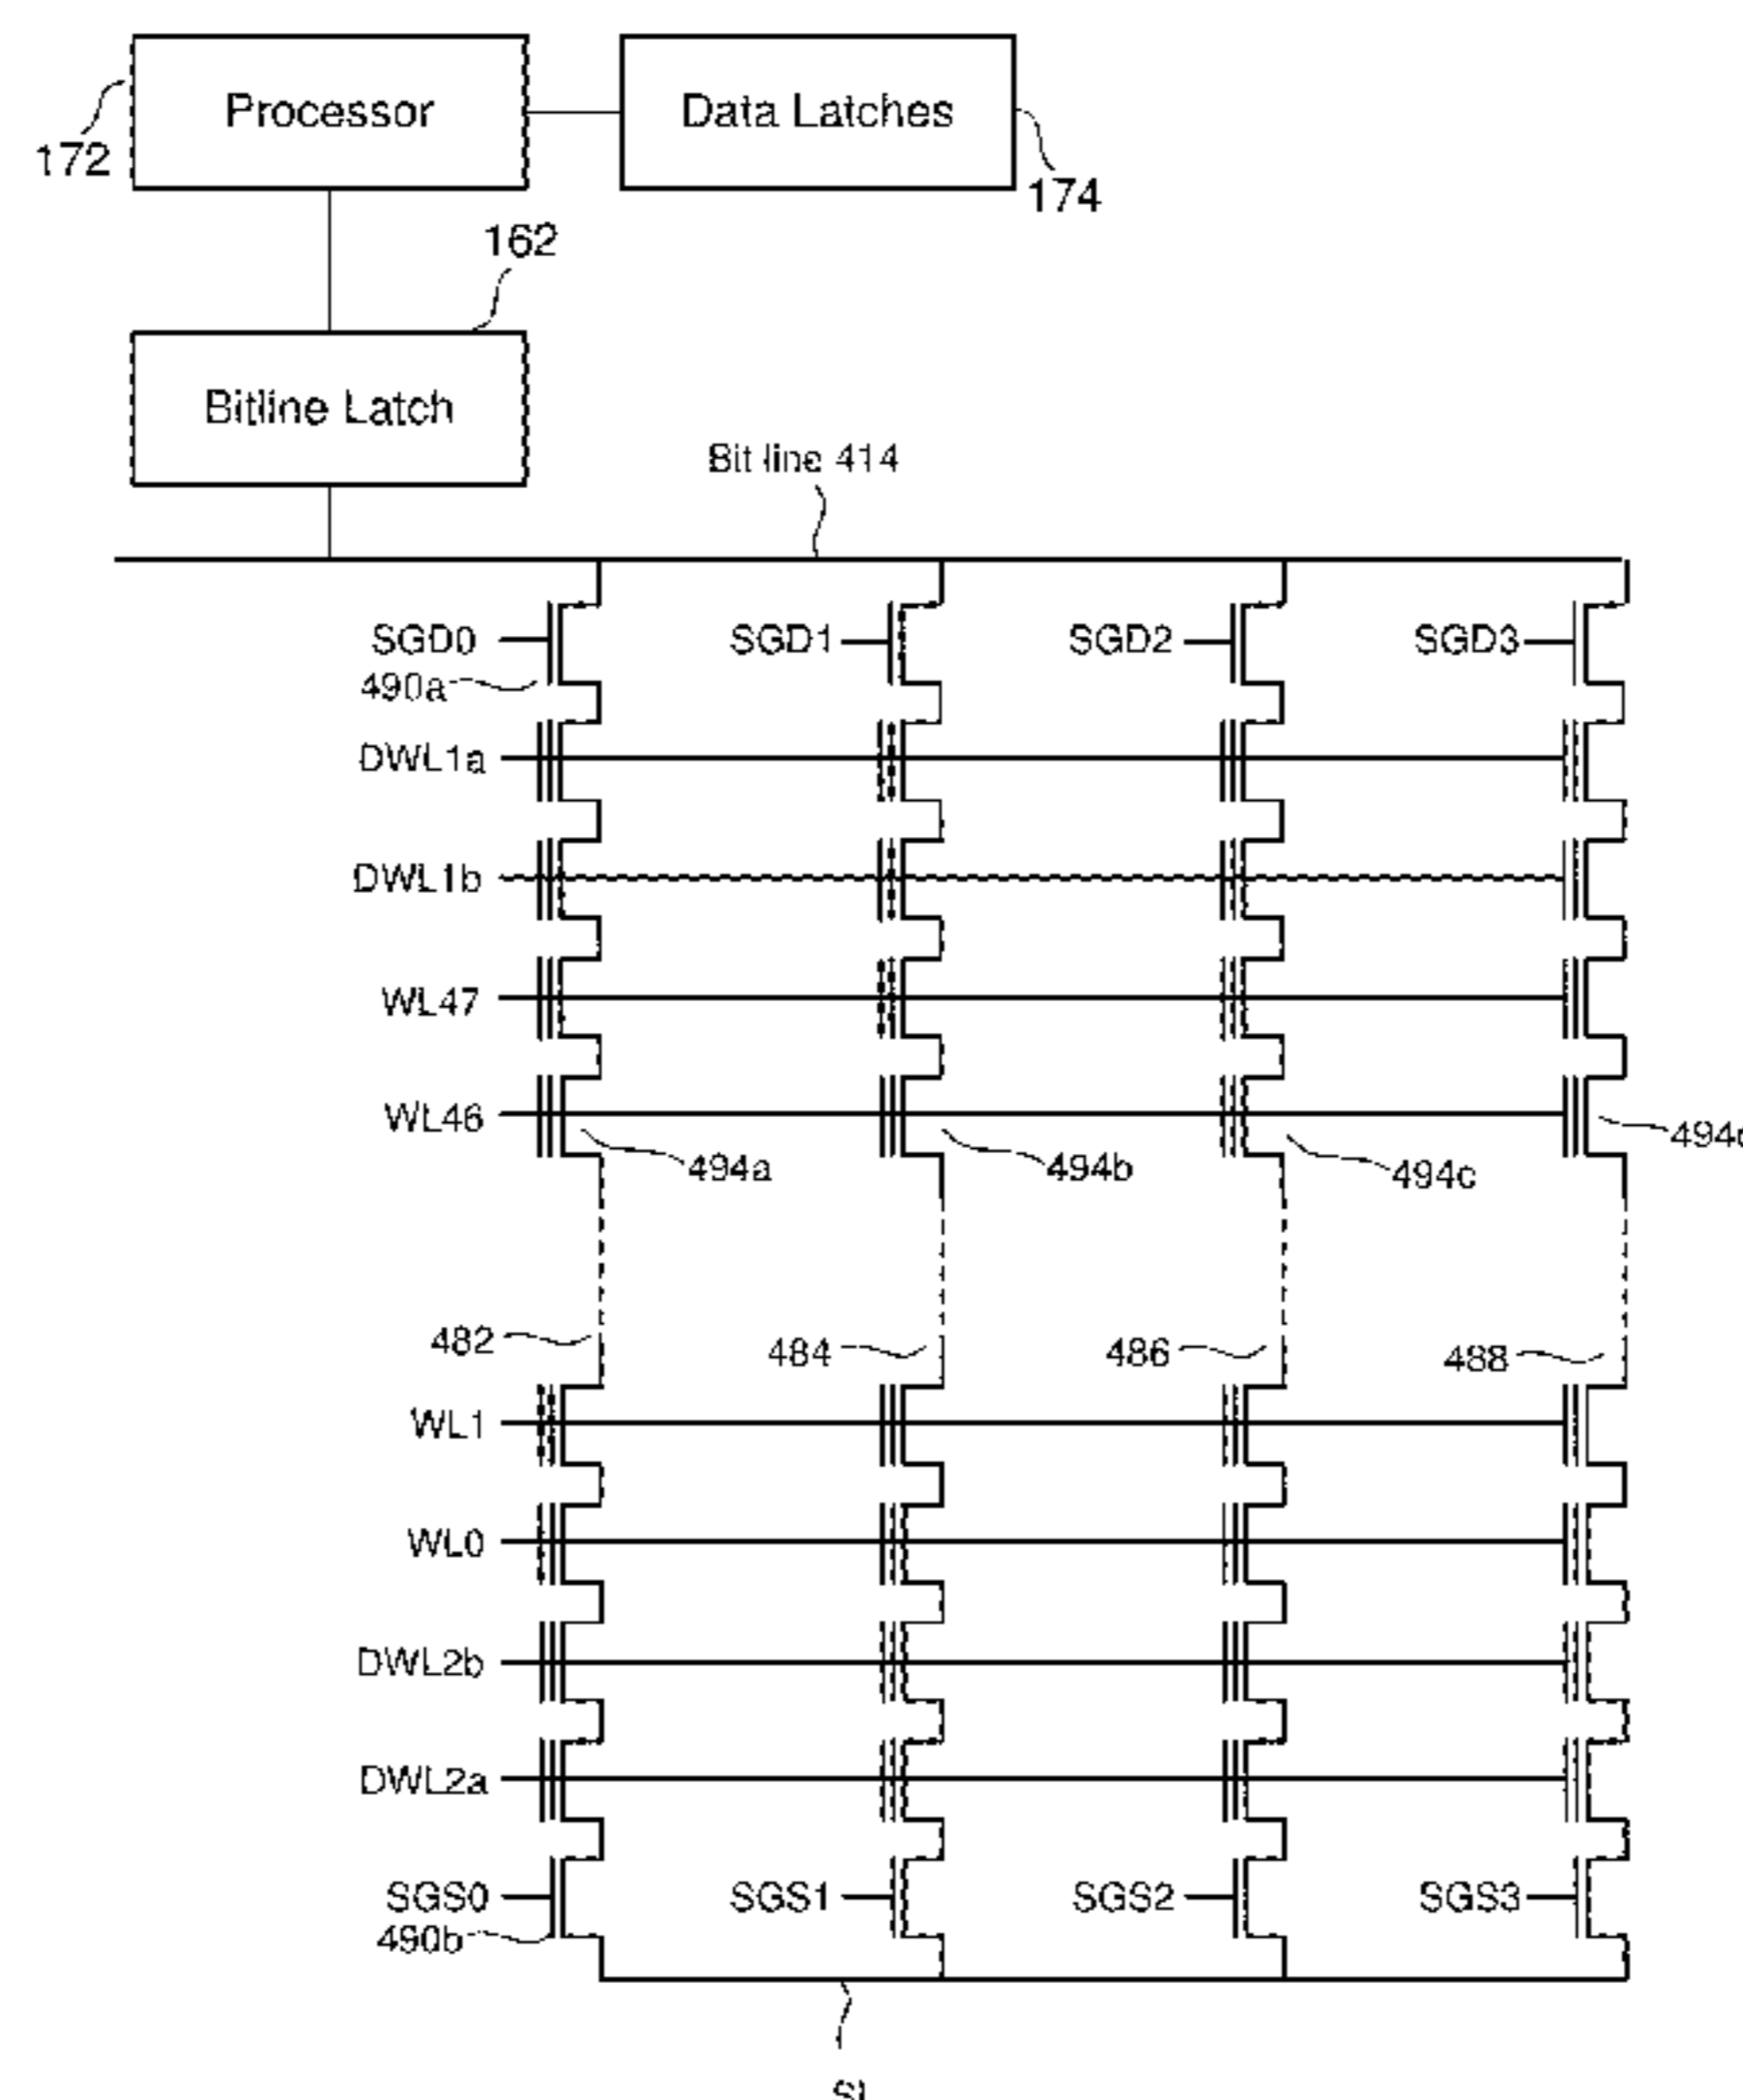 Processor
Data Latches
172
174
162
Bitline Latch
Bit line 414
SGD0
SGD1
SGD2
SGD3
490a
DWL1a
DWL1b
WL47
WL46
494a
494b
494c
482
484
486
488
WL1
WL0
DWL2b
DWL2a
SGS0
SGS1
SGS2
SGS3
490b